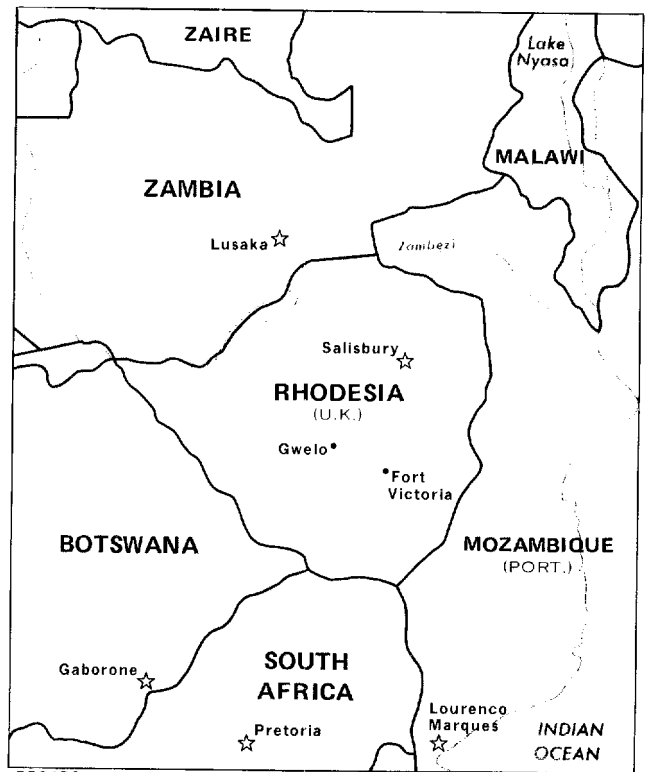 ZAIRE
Lake
Nyasa
MALAWI
ZAMBIA
Lusaka
Zambezi
Salisbury
RHODESIA
(U.K.)
Gwelo
Fort
Victoria
BOTSWANA
MOZAMBIQUE
(PORT.)
Gaborone
SOUTH
AFRICA
Pretoria
Lourenco
Marques
INDIAN
OCEAN